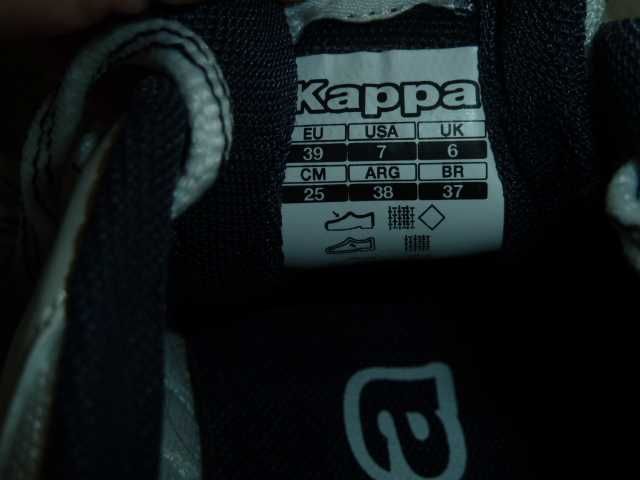 Kappa
EU USA UK
39 7 6
CM ARG BR
25 38 37
a